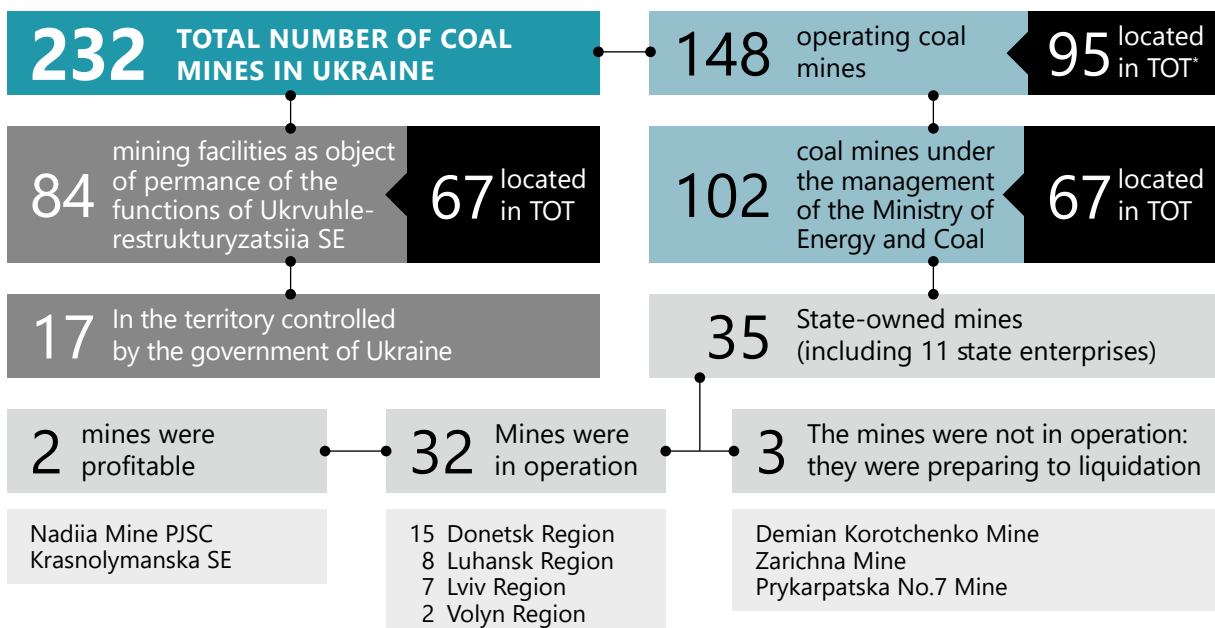 232 TOTAL NUMBER OF COAL
MINES IN UKRAINE
148 operating coal
mines
95 located
in TOT*
84 mining facilities as object
of permance of the
functions of Ukrvuhle-
restrukturyzatsiia SE
67 located
in TOT
102 coal mines under
the management
of the Ministry of
Energy and Coal
67 located
in TOT
17 In the territory controlled
by the government of Ukraine
35 State-owned mines
(including 11 state enterprises)
2 mines were
profitable
32 Mines were
in operation
3 The mines were not in operation:
they were preparing to liquidation
Nadiia Mine PJSC
Krasnolymanska SE
15 Donetsk Region
8 Luhansk Region
7 Lviv Region
2 Volyn Region
Demian Korotchenko Mine
Zarichna Mine
Prykarpatska No.7 Mine